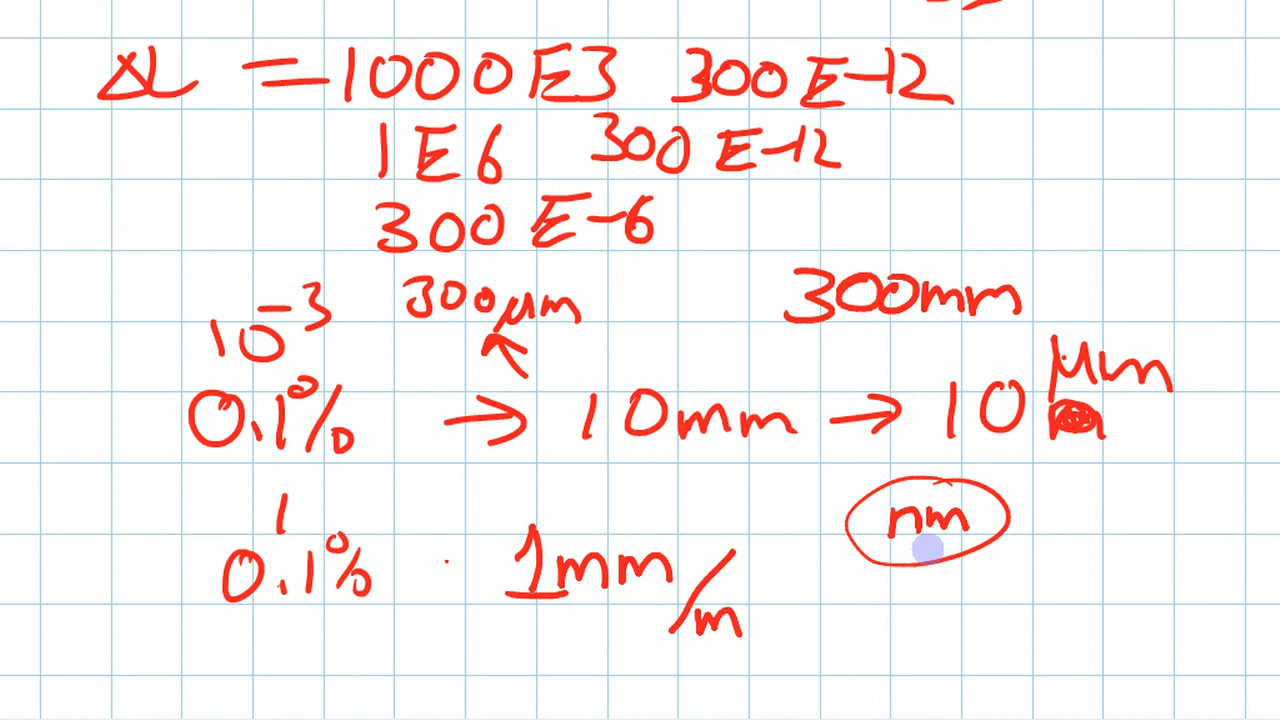 ΔL = 1000E3 300E-12
1E6 300E-12
300E-6
300μm 300mm
10⁻³
0.1% → 10mm → 10 μm
nm
1
0.1% · 1mm/m